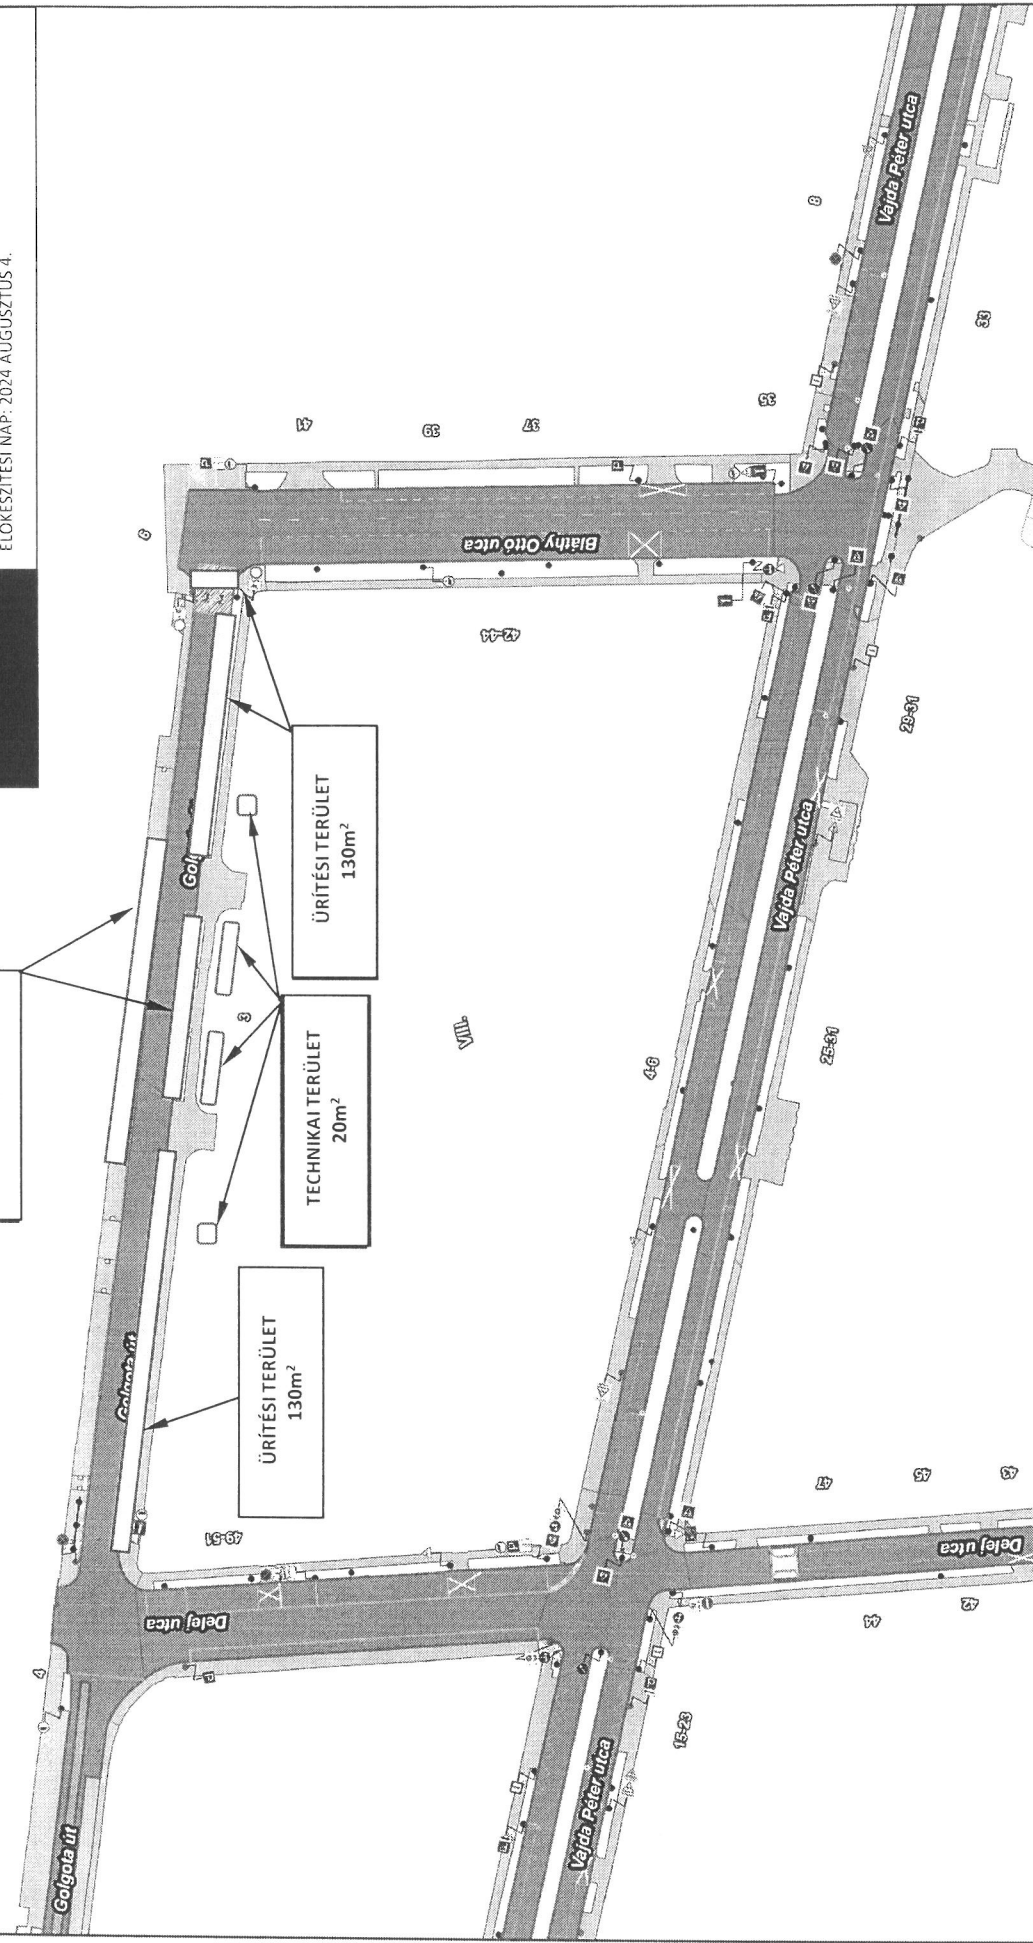 ELŐKÉSZÍTÉSI NAP: 2024 AUGUSZTUS 4.
Vajda Péter utca
8
33
35
37
39
41
6
Bláthy Ottó utca
42-44
29-31
ÜRÍTÉSI TERÜLET
130m²
Vajda Péter utca
25-31
3
TECHNIKAI TERÜLET
20m²
VIII.
4-6
Golgota út
ÜRÍTÉSI TERÜLET
130m²
49-51
47
45
43
Delej utca
Delej utca
42
44
4
15-23
Golgota út
Vajda Péter utca